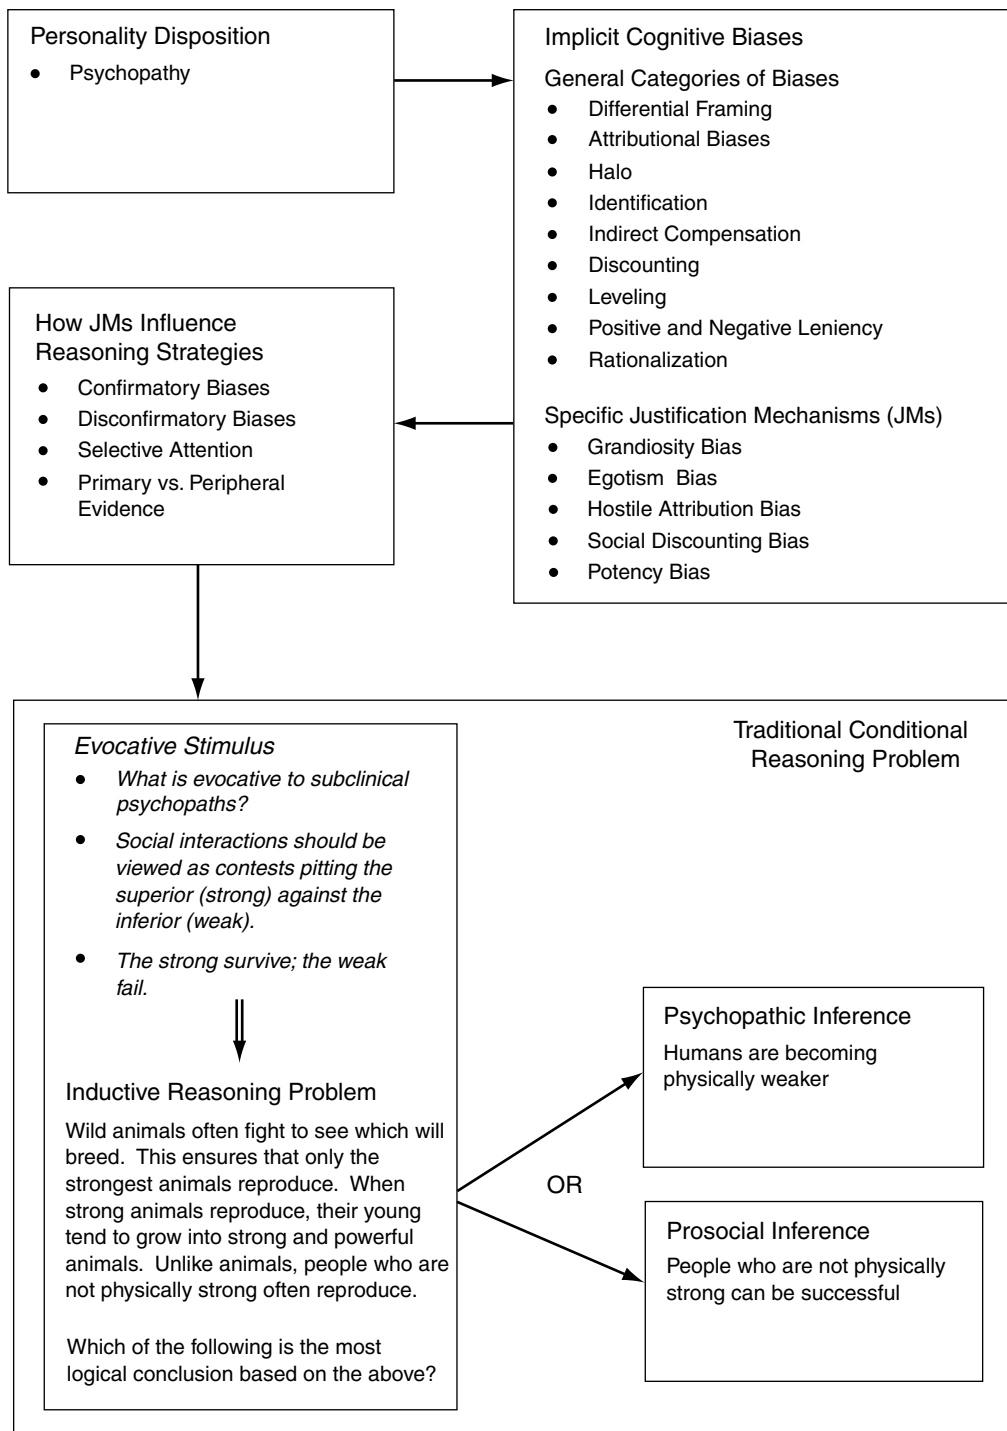 Personality Disposition
• Psychopathy
Implicit Cognitive Biases
General Categories of Biases
• Differential Framing
• Attributional Biases
• Halo
• Identification
• Indirect Compensation
• Discounting
• Leveling
• Positive and Negative Leniency
• Rationalization
Specific Justification Mechanisms (JMs)
• Grandiosity Bias
• Egotism Bias
• Hostile Attribution Bias
• Social Discounting Bias
• Potency Bias
How JMs Influence
Reasoning Strategies
• Confirmatory Biases
• Disconfirmatory Biases
• Selective Attention
• Primary vs. Peripheral
Evidence
Traditional Conditional
Reasoning Problem
Evocative Stimulus
• What is evocative to subclinical
psychopaths?
• Social interactions should be
viewed as contests pitting the
superior (strong) against the
inferior (weak).
• The strong survive; the weak
fail.
Inductive Reasoning Problem
Wild animals often fight to see which will
breed. This ensures that only the
strongest animals reproduce. When
strong animals reproduce, their young
tend to grow into strong and powerful
animals. Unlike animals, people who are
not physically strong often reproduce.
Which of the following is the most
logical conclusion based on the above?
Psychopathic Inference
Humans are becoming
physically weaker
OR
Prosocial Inference
People who are not physically
strong can be successful